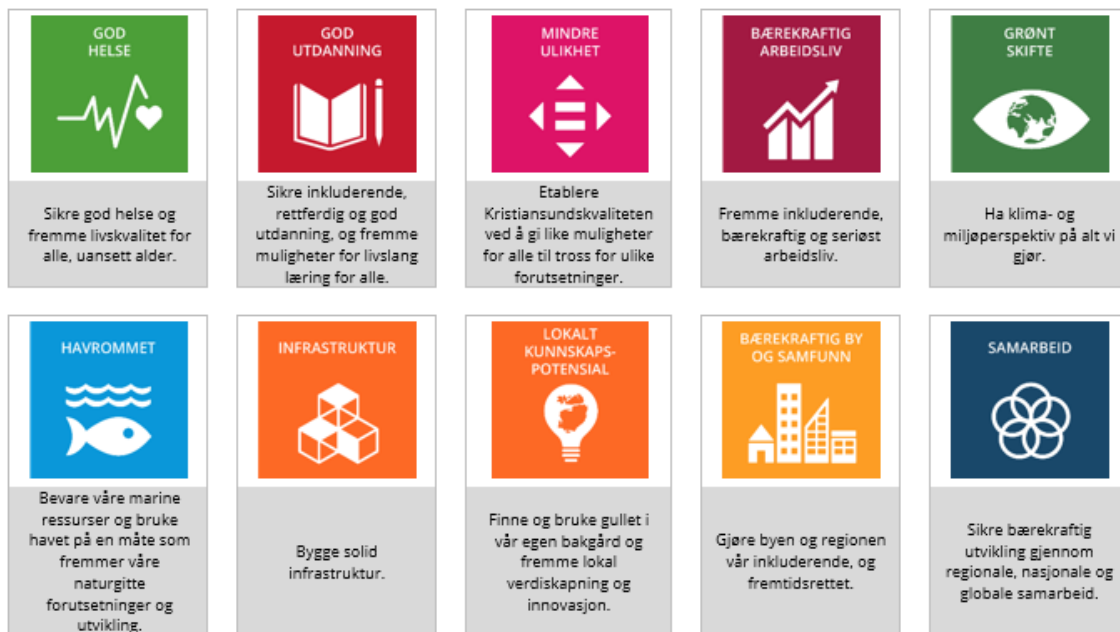 GOD
HELSE
Sikre god helse og
fremme livskvalitet for
alle, uansett alder.
GOD
UTDANNING
Sikre inkluderende,
rettferdig og god
utdanning, og fremme
muligheter for livslang
læring for alle.
MINDRE
ULIKHET
Etablere
Kristiansundskvaliteten
ved å gi like muligheter
for alle til tross for ulike
forutsetninger.
BÆREKRAFTIG
ARBEIDSLIV
Fremme inkluderende,
bærekraftig og seriøst
arbeidsliv.
GRØNT
SKIFTE
Ha klima- og
miljøperspektiv på alt vi
gjør.
HAVROMMET
Bevare våre marine
ressurser og bruke
havet på en måte som
fremmer våre
naturgitte
forutsetninger og
utvikling.
INFRASTRUKTUR
Bygge solid
infrastruktur.
LOKALT
KUNNSKAPS-
POTENSIAL
Finne og bruke gullet i
vår egen bakgård og
fremme lokal
verdiskapning og
innovasjon.
BÆREKRAFTIG BY
OG SAMFUNN
Gjøre byen og regionen
vår inkluderende, og
fremtidsrettet.
SAMARBEID
Sikre bærekraftig
utvikling gjennom
regionale, nasjonale og
globale samarbeid.